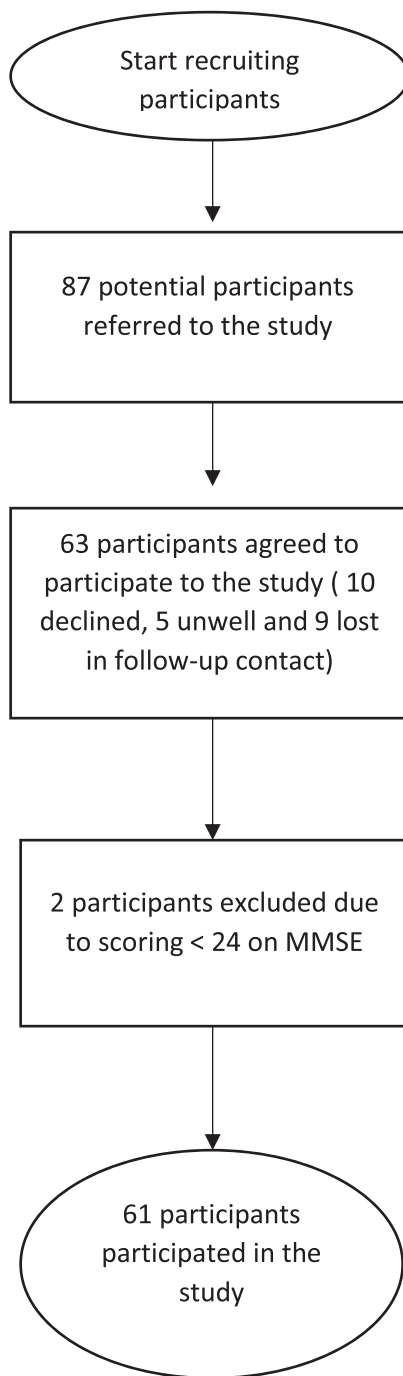 Start recruiting
participants
87 potential participants
referred to the study
63 participants agreed to
participate to the study ( 10
declined, 5 unwell and 9 lost
in follow-up contact)
2 participants excluded due
to scoring < 24 on MMSE
61 participants
participated in the
study